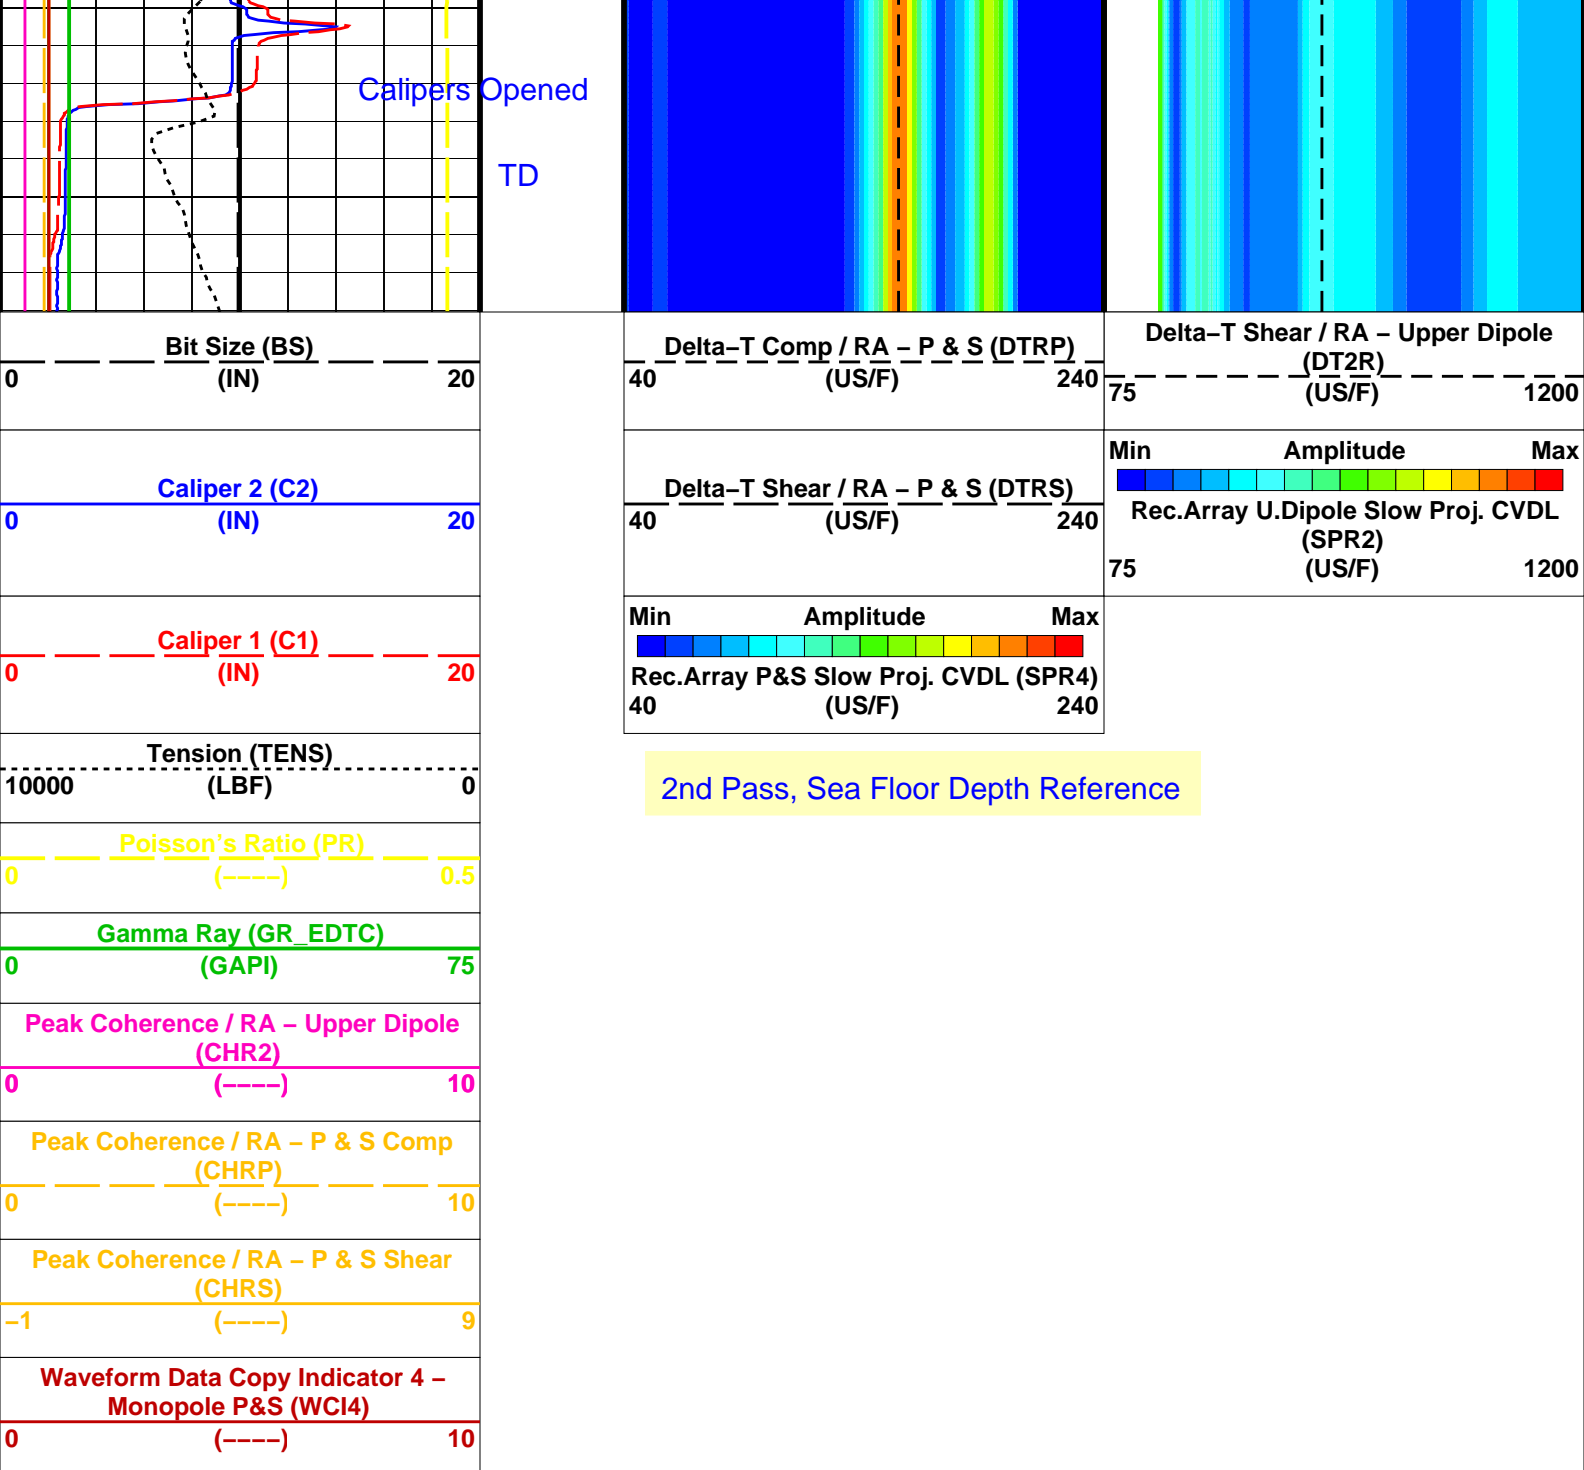 Calipers Opened
TD
Bit Size (BS)
0 (IN) 20
Caliper 2 (C2)
0 (IN) 20
Caliper 1 (C1)
0 (IN) 20
Tension (TENS)
10000 (LBF) 0
Poisson's Ratio (PR)
0 (----) 0.5
Gamma Ray (GR_EDTC)
0 (GAPI) 75
Peak Coherence / RA – Upper Dipole
(CHR2)
0 (----) 10
Peak Coherence / RA – P & S Comp
(CHRP)
0 (----) 10
Peak Coherence / RA – P & S Shear
(CHRS)
–1 (----) 9
Waveform Data Copy Indicator 4 –
Monopole P&S (WCI4)
0 (----) 10
Delta–T Comp / RA – P & S (DTRP)
40 (US/F) 240
Delta–T Shear / RA – P & S (DTRS)
40 (US/F) 240
Min Amplitude Max
Rec.Array P&S Slow Proj. CVDL (SPR4)
40 (US/F) 240
Delta–T Shear / RA – Upper Dipole
(DT2R)
75 (US/F) 1200
Min Amplitude Max
Rec.Array U.Dipole Slow Proj. CVDL
(SPR2)
75 (US/F) 1200
2nd Pass, Sea Floor Depth Reference